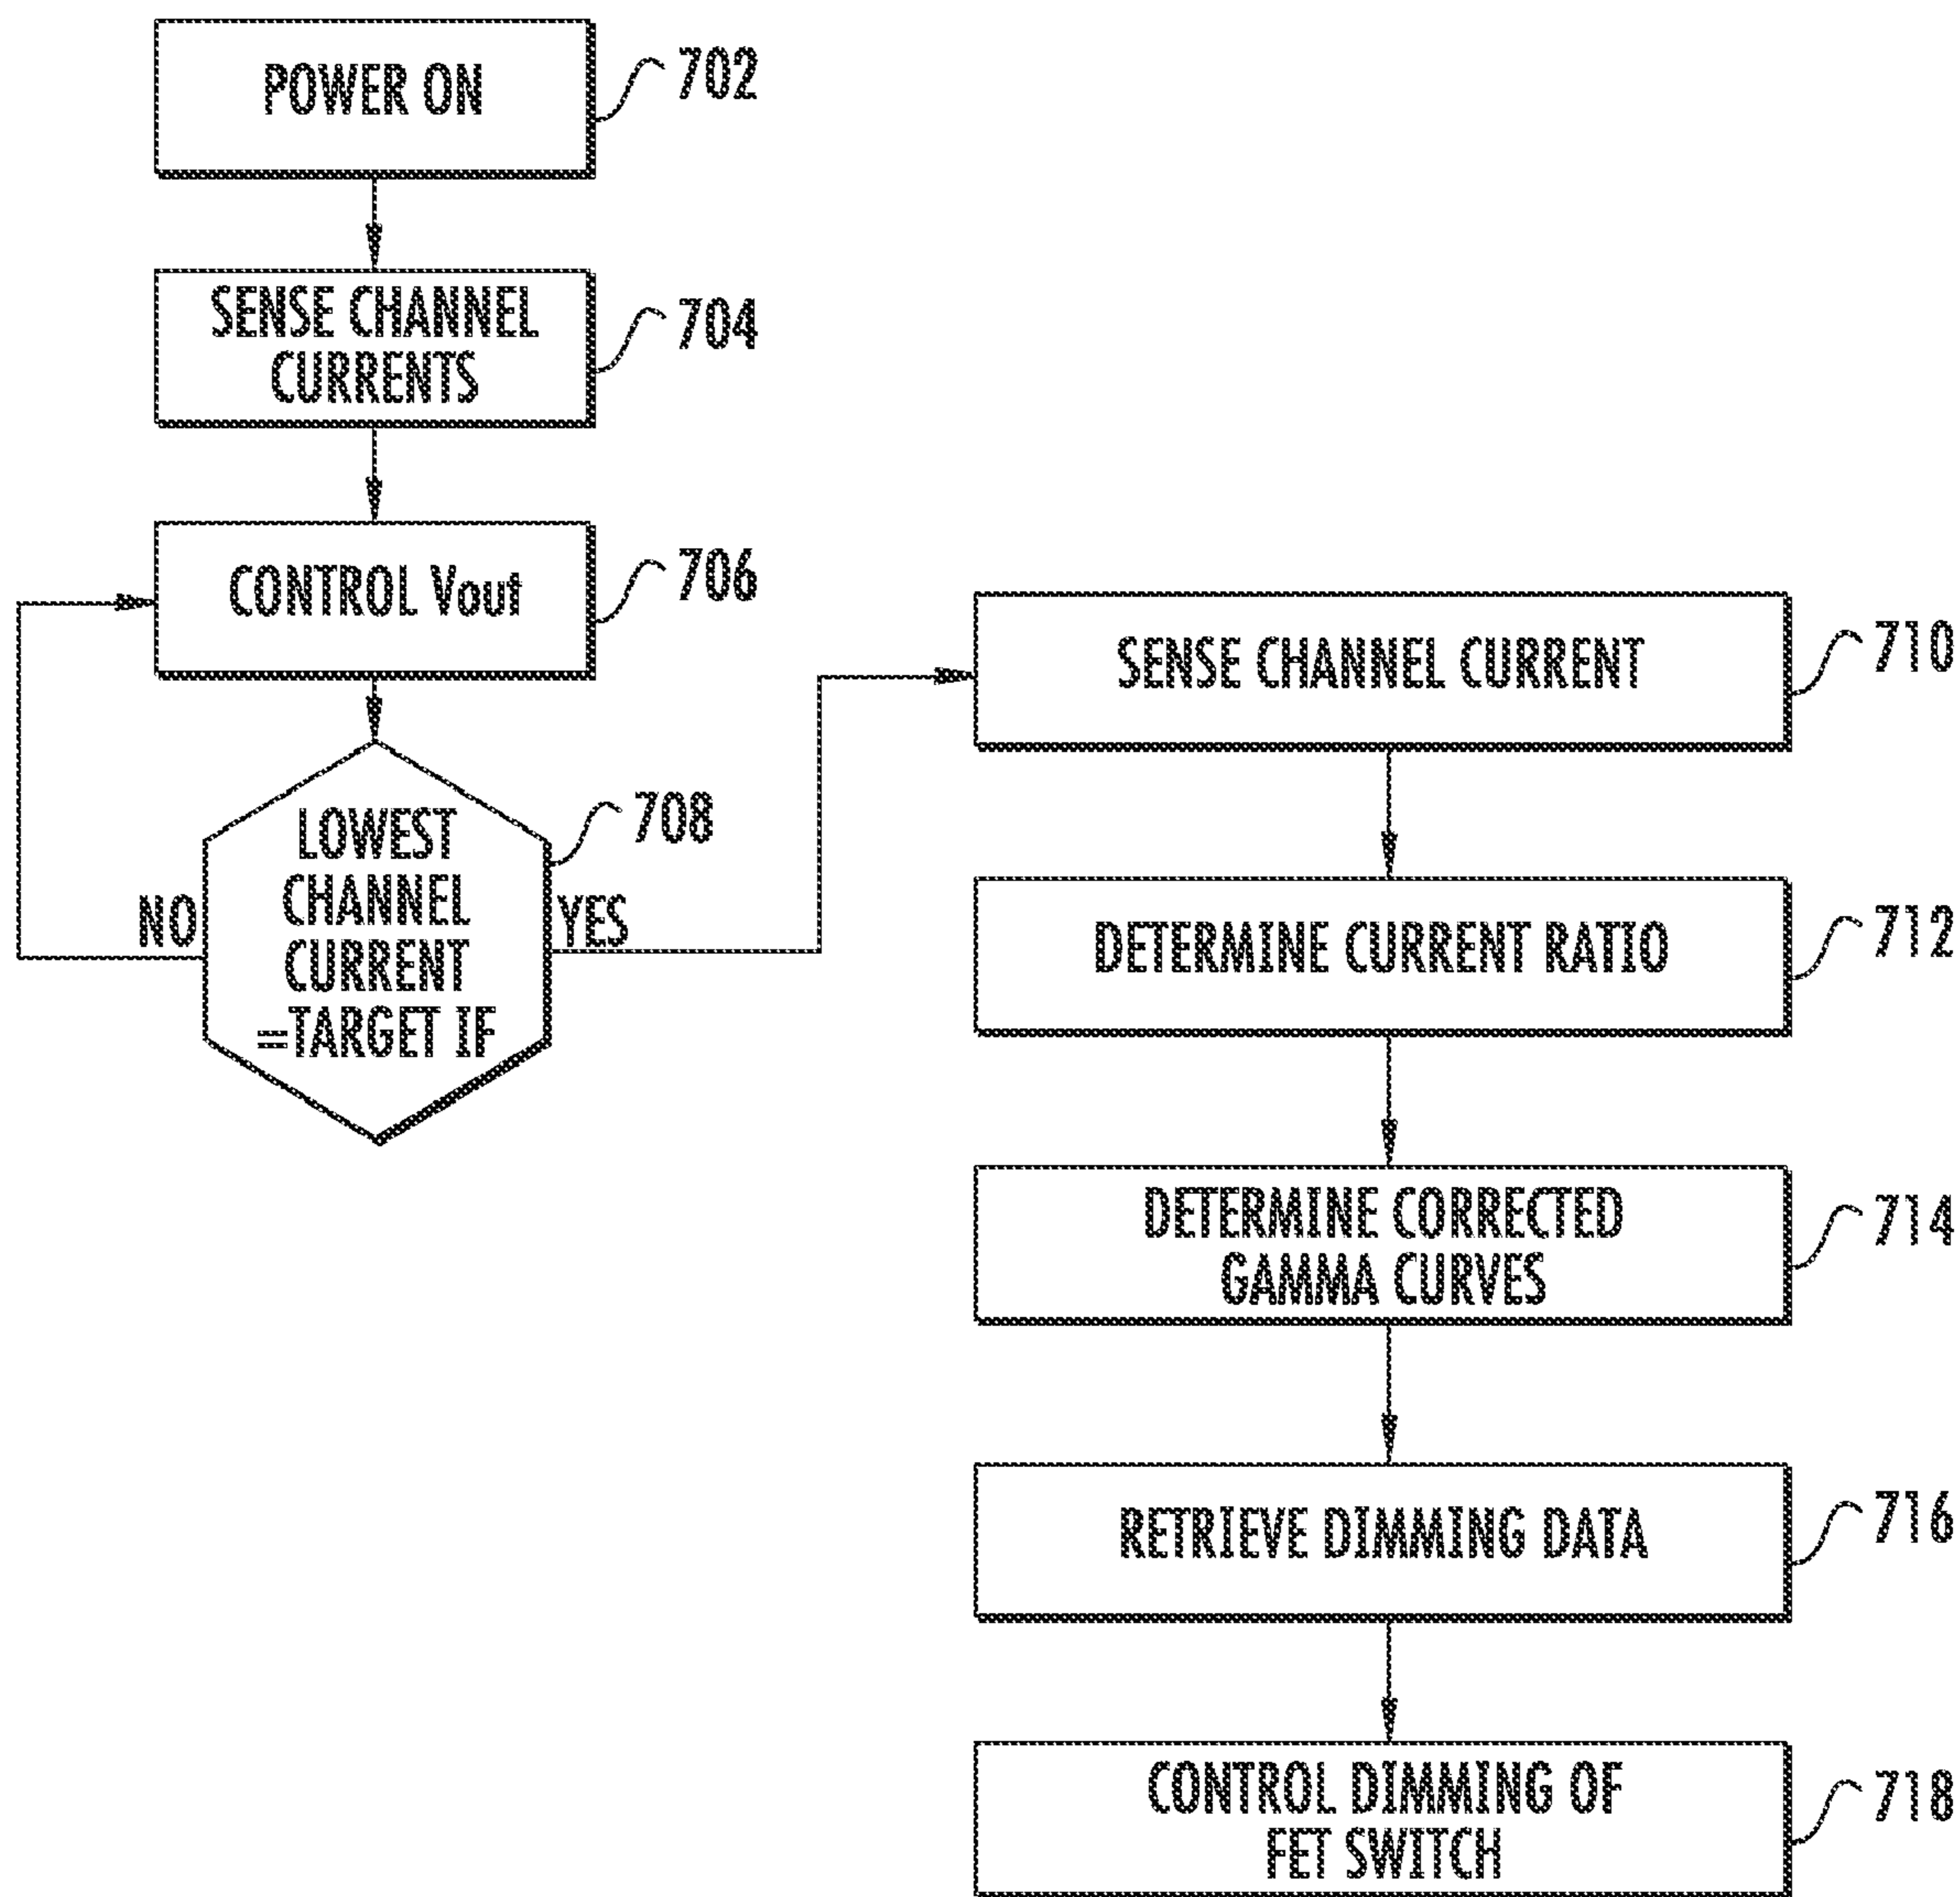 POWER ON
702
SENSE CHANNEL
CURRENTS
704
CONTROL Vout
706
LOWEST
CHANNEL
CURRENT
=TARGET IF
708
NO
YES
SENSE CHANNEL CURRENT
710
DETERMINE CURRENT RATIO
712
DETERMINE CORRECTED
GAMMA CURVES
714
RETRIEVE DIMMING DATA
716
CONTROL DIMMING OF
FET SWITCH
718